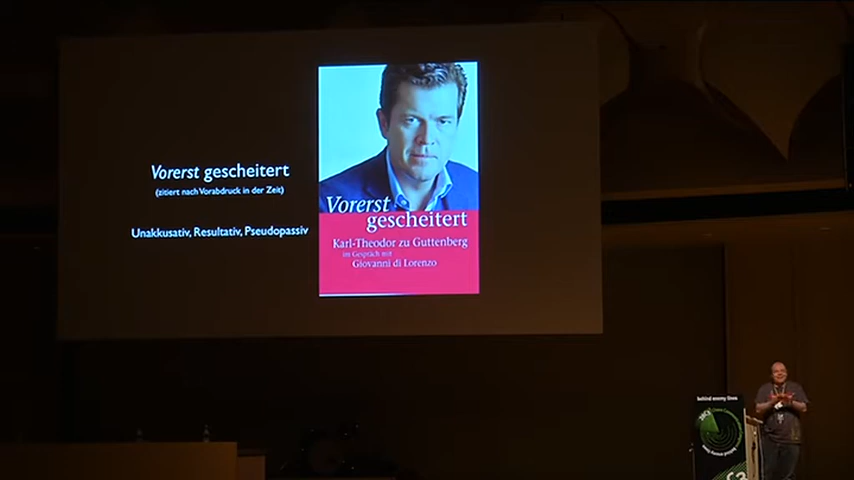 Vorerst gescheitert
(zitiert nach Vorabdruck in der Zeit)
Unakkusativ, Resultativ, Pseudopassiv
Vorerst
gescheitert
Karl-Theodor zu Guttenberg
im Gespräch mit
Giovanni di Lorenzo
behind enemy lines